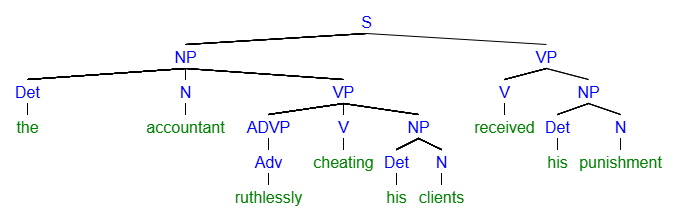 S
NP VP
Det N VP V NP
the accountant ADVP V NP received Det N
Adv cheating Det N his punishment
ruthlessly his clients